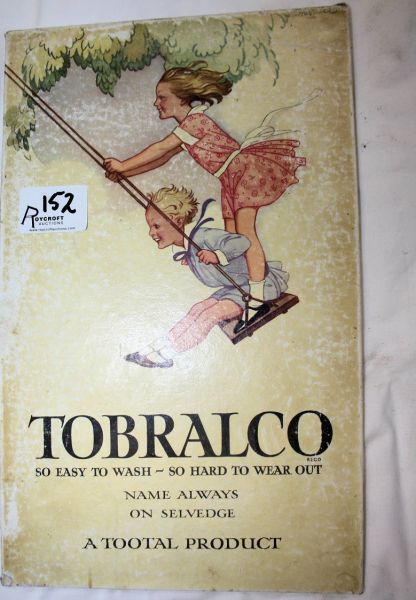 152
ROYCROFT
AUCTIONS
TOBRALCO
REGD
SO EASY TO WASH ~ SO HARD TO WEAR OUT
NAME ALWAYS
ON SELVEDGE
A TOOTAL PRODUCT